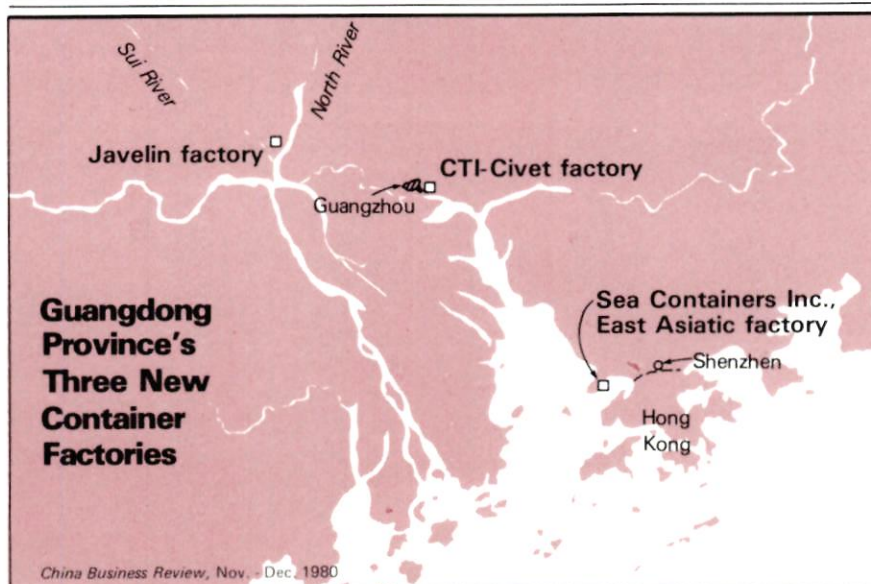 Sui River
North River
Javelin factory
CTI-Civet factory
Guangzhou
Guangdong
Province's
Three New
Container
Factories
Sea Containers Inc.,
East Asiatic factory
Shenzhen
Hong
Kong
China Business Review, Nov. - Dec. 1980